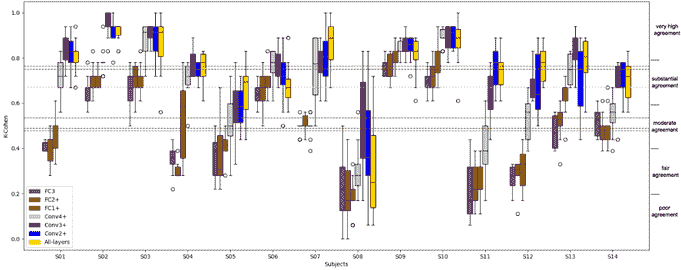 1.0
very high
agreement
0.8
substantial
agreement
0.6
K-Cohen
moderate
agreement
0.4
fair
agreement
0.2
poor
agreement
0.0
FC3
FC2+
FC1+
Conv4+
Conv3+
Conv2+
All-layers
S01 S02 S03 S04 S05 S06 S07 S08 S09 S10 S11 S12 S13 S14
Subjects